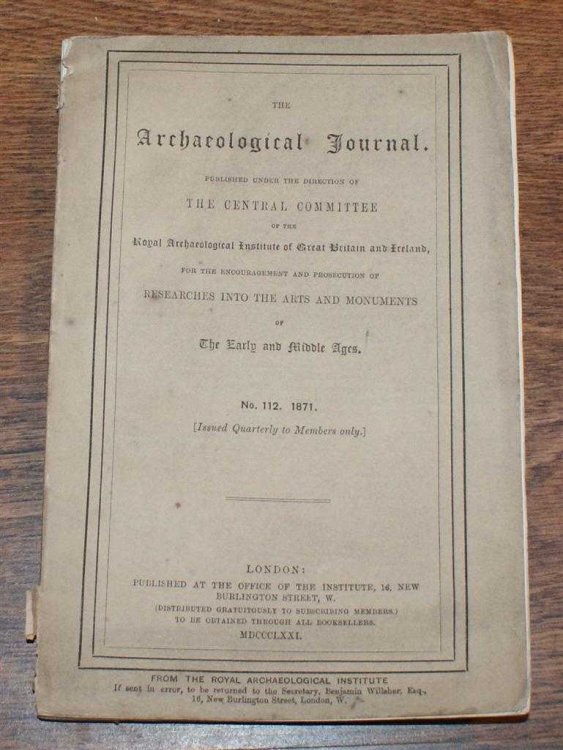 THE
Archaeological Journal.
PUBLISHED UNDER THE DIRECTION OF
THE CENTRAL COMMITTEE
OF THE
Royal Archaeological Institute of Great Britain and Ireland,
FOR THE ENCOURAGEMENT AND PROSECUTION OF
RESEARCHES INTO THE ARTS AND MONUMENTS
OF
The Early and Middle Ages.
No. 112. 1871.
[Issued Quarterly to Members only.]
LONDON:
PUBLISHED AT THE OFFICE OF THE INSTITUTE, 16, NEW
BURLINGTON STREET, W.
(DISTRIBUTED GRATUITOUSLY TO SUBSCRIBING MEMBERS.)
TO BE OBTAINED THROUGH ALL BOOKSELLERS.
MDCCCLXXI.
FROM THE ROYAL ARCHAEOLOGICAL INSTITUTE
If sent in error, to be returned to the Secretary, Benjamin Willsher, Esq.,
16, New Burlington Street, London, W.